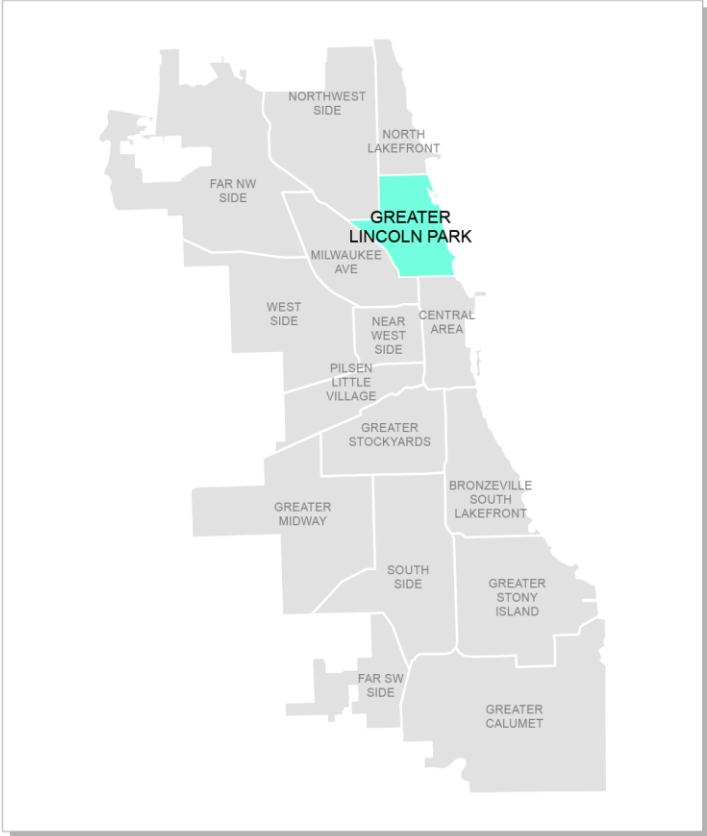 NORTHWEST
SIDE
NORTH
LAKEFRONT
FAR NW
SIDE
GREATER
LINCOLN PARK
MILWAUKEE
AVE
WEST
SIDE
NEAR
WEST
SIDE
CENTRAL
AREA
PILSEN
LITTLE
VILLAGE
GREATER
STOCKYARDS
BRONZEVILLE
SOUTH
LAKEFRONT
GREATER
MIDWAY
SOUTH
SIDE
GREATER
STONY
ISLAND
FAR SW
SIDE
GREATER
CALUMET